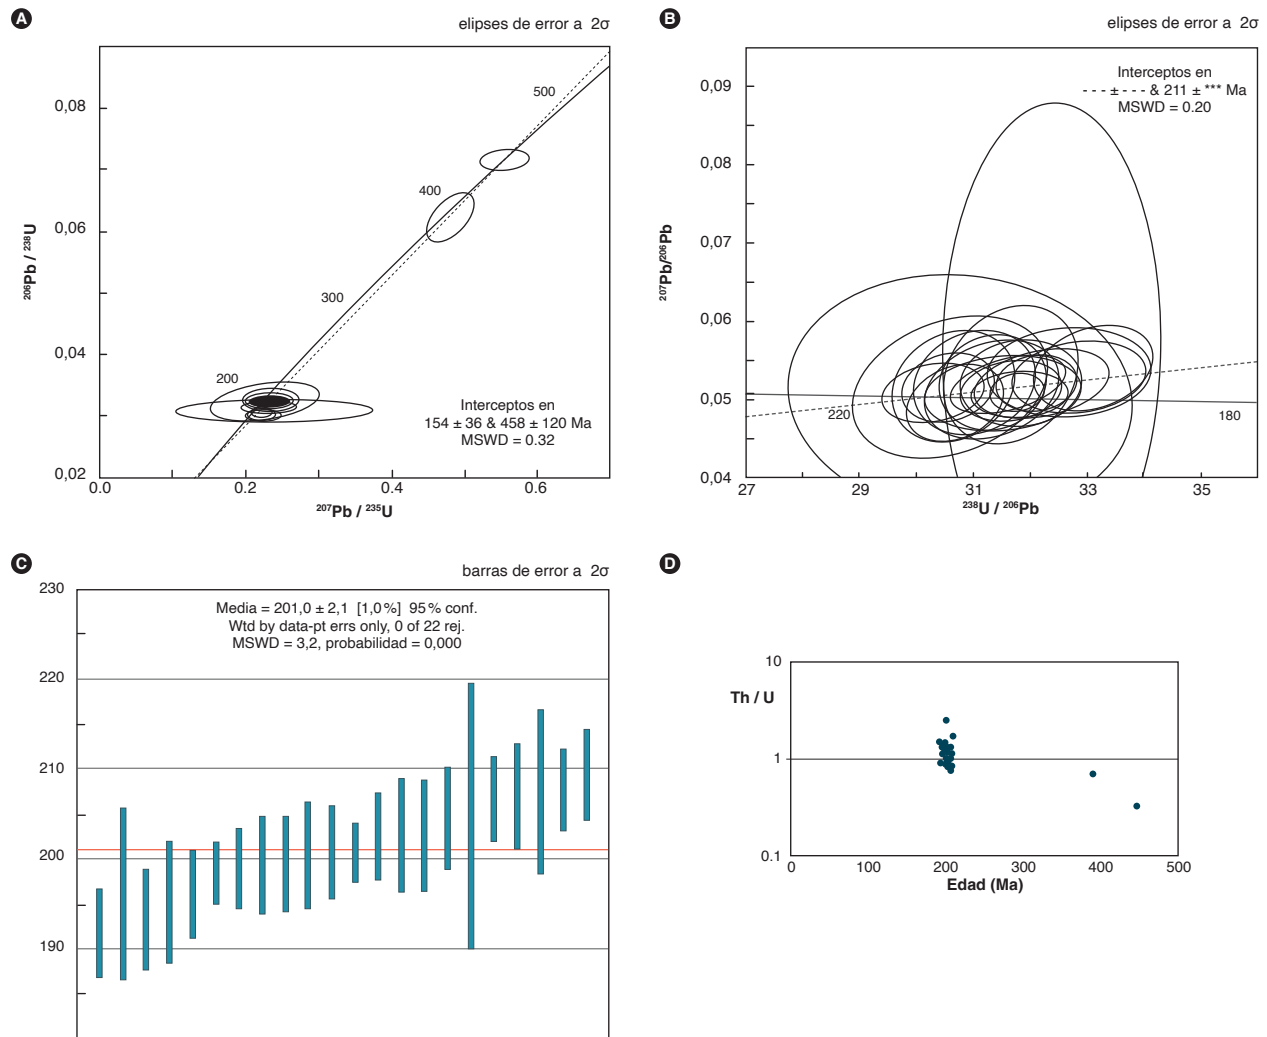 A
elipses de error a 2σ
0,08
0,06
0,04
0,02
206Pb / 238U
500
400
300
200
Interceptos en
154 ± 36 & 458 ± 120 Ma
MSWD = 0.32
0.0
0.2
0.4
0.6
207Pb / 235U
B
elipses de error a 2σ
0,09
0,08
0,07
0,06
0,05
0,04
207Pb/206Pb
Interceptos en
- - - ± - - - & 211 ± *** Ma
MSWD = 0.20
220
180
27
29
31
33
35
238U / 206Pb
C
barras de error a 2σ
230
220
210
200
190
Media = 201,0 ± 2,1 [1,0%] 95% conf.
Wtd by data-pt errs only, 0 of 22 rej.
MSWD = 3,2, probabilidad = 0,000
D
10
Th / U
1
0.1
0
100
200
300
400
500
Edad (Ma)